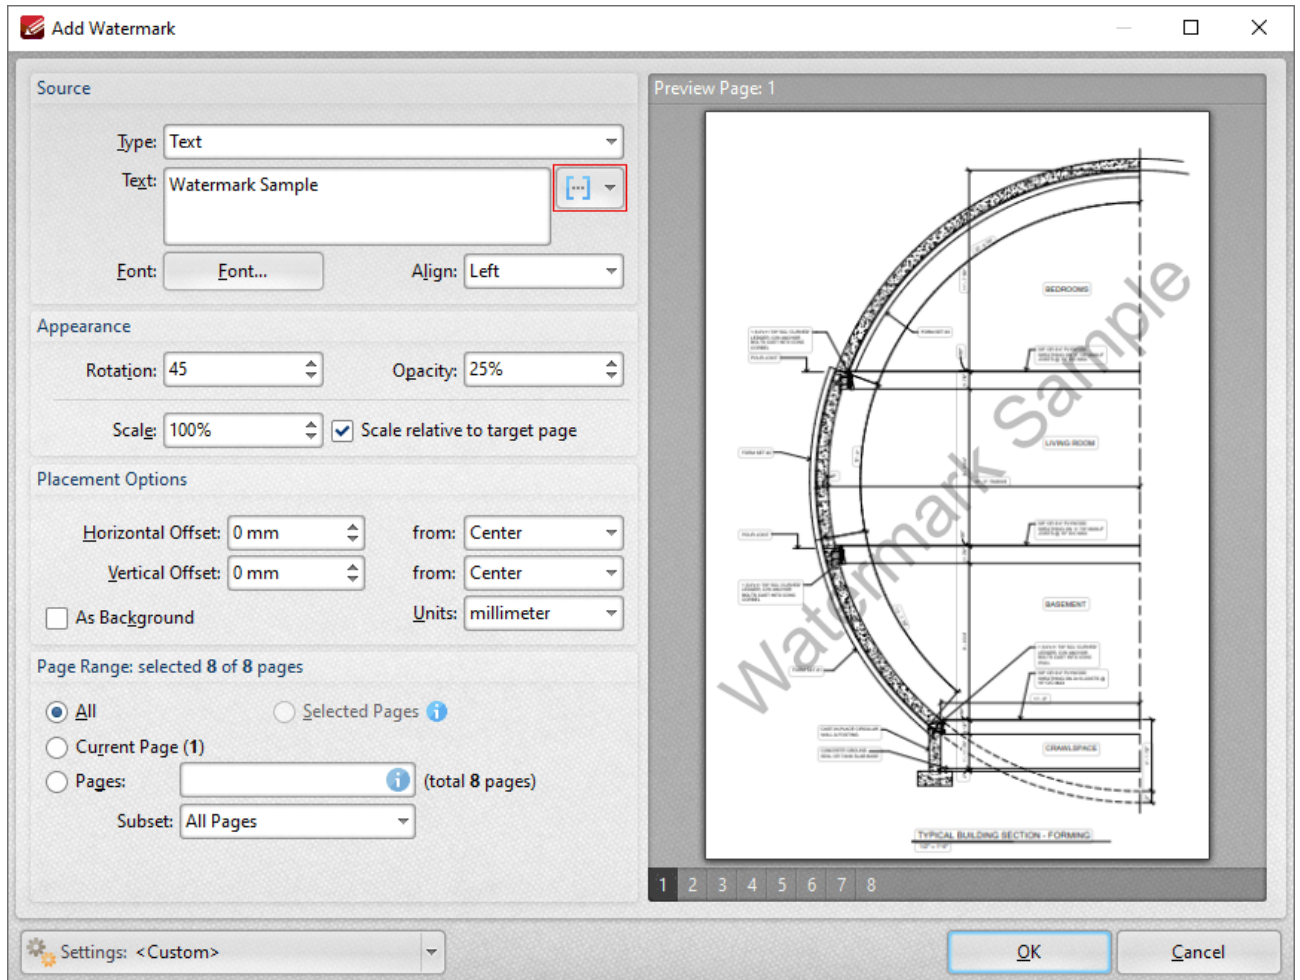 Add Watermark
Source
Type: Text
Text: Watermark Sample
Font: Font... Align: Left
Appearance
Rotation: 45 Opacity: 25%
Scale: 100% Scale relative to target page
Placement Options
Horizontal Offset: 0 mm from: Center
Vertical Offset: 0 mm from: Center
As Background Units: millimeter
Page Range: selected 8 of 8 pages
All Selected Pages
Current Page (1)
Pages: (total 8 pages)
Subset: All Pages
Preview Page: 1
BEDROOMS
LIVING ROOM
BASEMENT
CRAWLSPACE
Watermark Sample
TYPICAL BUILDING SECTION - FORMING
1 2 3 4 5 6 7 8
Settings: <Custom>
OK Cancel